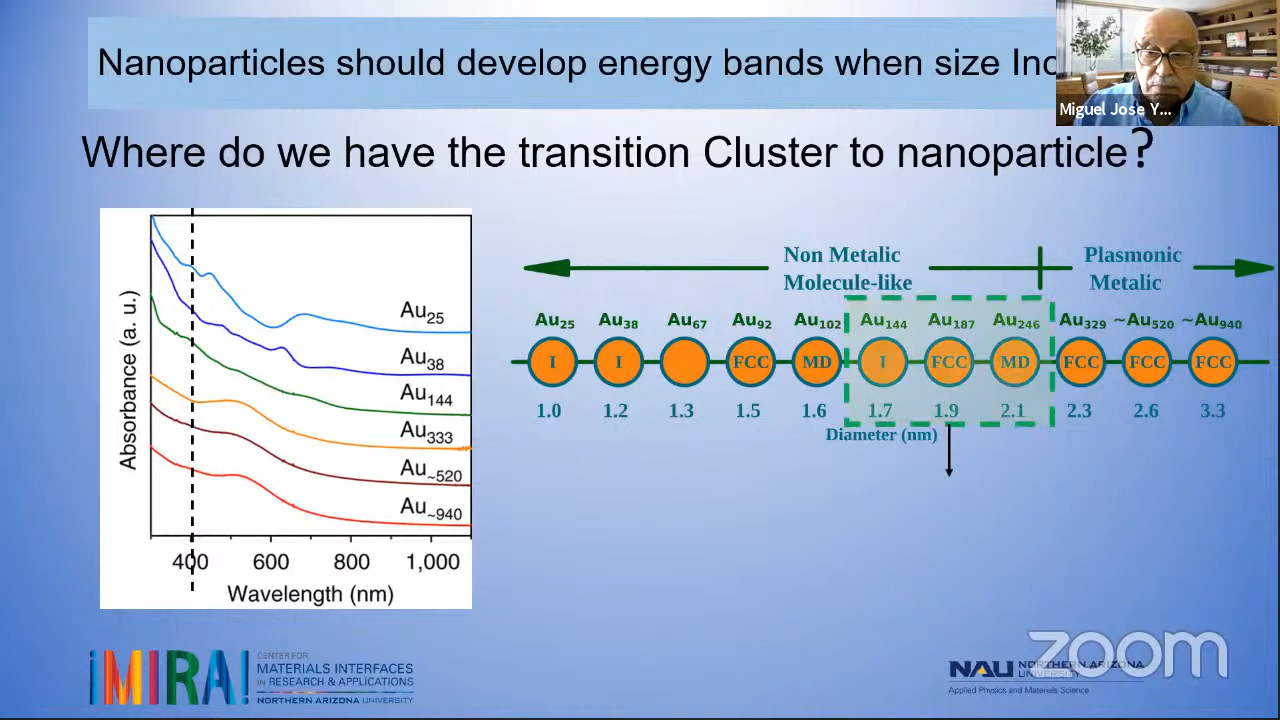 Nanoparticles should develop energy bands when size Inc
Miguel Jose Y...
Where do we have the transition Cluster to nanoparticle?
Absorbance (a. u.)
Au25
Au38
Au144
Au333
Au~520
Au~940
400 600 800 1,000
Wavelength (nm)
Non Metalic
Molecule-like
Plasmonic
Metalic
Au25 Au38 Au67 Au92 Au102 Au144 Au187 Au246 Au329 ~Au520 ~Au940
I I FCC MD I FCC MD FCC FCC FCC
1.0 1.2 1.3 1.5 1.6 1.7 1.9 2.1 2.3 2.6 3.3
Diameter (nm)
¡MIRA!
CENTER FOR
MATERIALS INTERFACES
IN RESEARCH & APPLICATIONS
NORTHERN ARIZONA UNIVERSITY
zoom
NAU NORTHERN ARIZONA
UNIVERSITY
Applied Physics and Materials Science